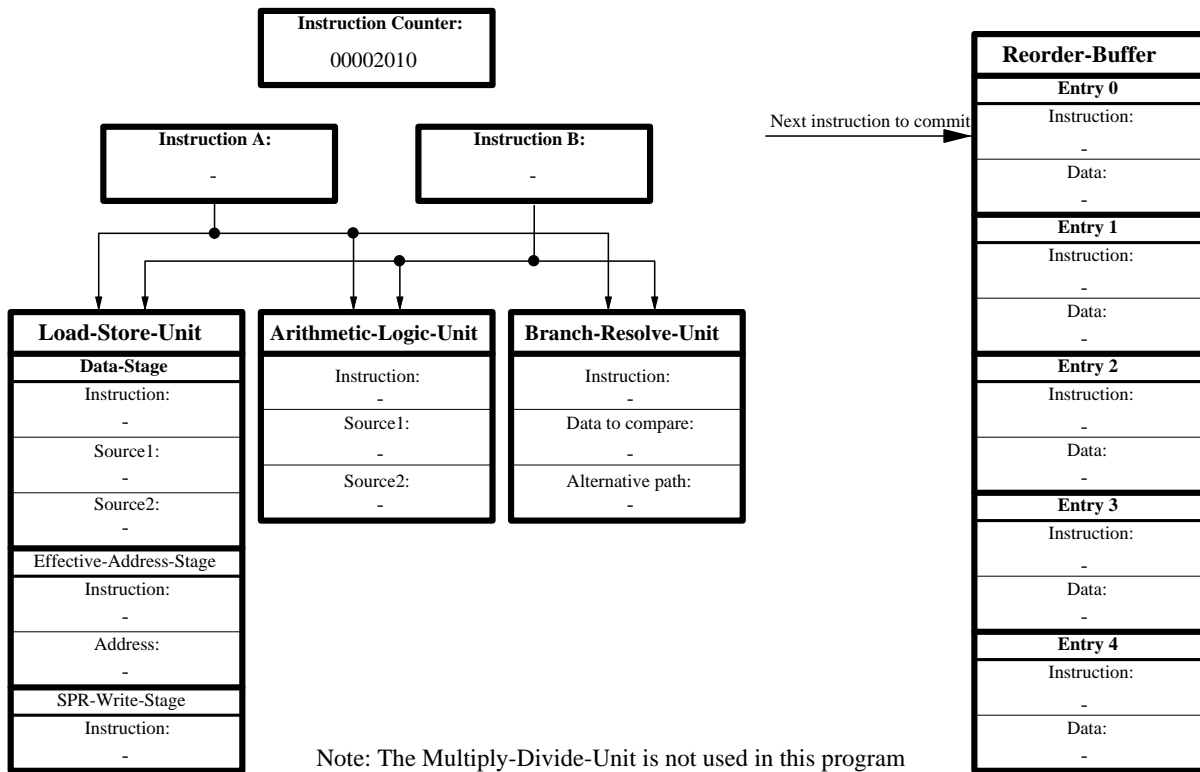 Instruction Counter:
00002010
Instruction A:
-
Instruction B:
-
Next instruction to commit
Load-Store-Unit
Data-Stage
Instruction:
-
Source1:
-
Source2:
-
Effective-Address-Stage
Instruction:
-
Address:
-
SPR-Write-Stage
Instruction:
-
Arithmetic-Logic-Unit
Instruction:
-
Source1:
-
Source2:
-
Branch-Resolve-Unit
Instruction:
-
Data to compare:
-
Alternative path:
-
Reorder-Buffer
Entry 0
Instruction:
-
Data:
-
Entry 1
Instruction:
-
Data:
-
Entry 2
Instruction:
-
Data:
-
Entry 3
Instruction:
-
Data:
-
Entry 4
Instruction:
-
Data:
-
Note: The Multiply-Divide-Unit is not used in this program